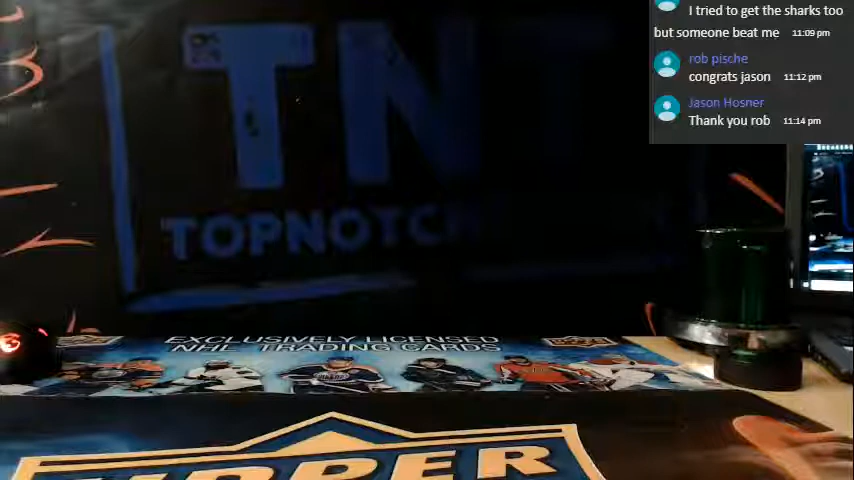 I tried to get the sharks too
but someone beat me 11:09 pm
rob pische
congrats jason 11:12 pm
Jason Hosner
Thank you rob 11:14 pm
TNT
TOPNOTCH
EXCLUSIVELY LICENSED
NHL TRADING CARDS
UPPER